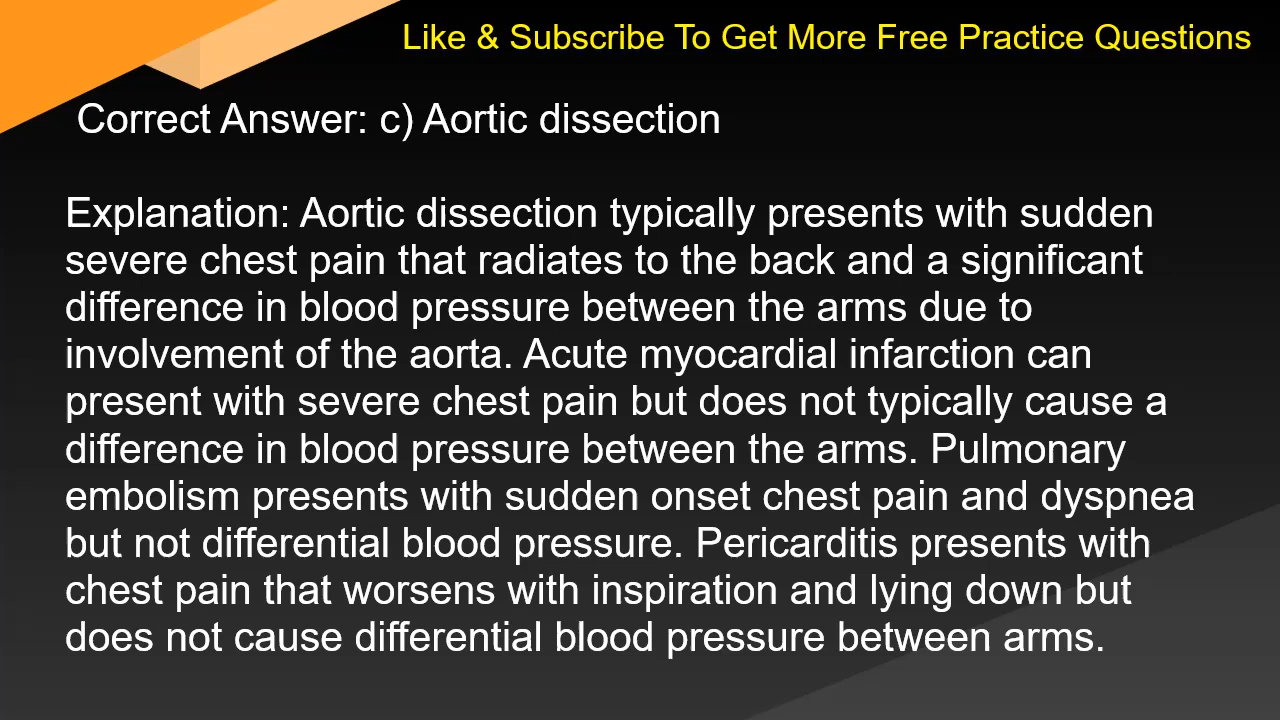 Like & Subscribe To Get More Free Practice Questions
Correct Answer: c) Aortic dissection
Explanation: Aortic dissection typically presents with sudden
severe chest pain that radiates to the back and a significant
difference in blood pressure between the arms due to
involvement of the aorta. Acute myocardial infarction can
present with severe chest pain but does not typically cause a
difference in blood pressure between the arms. Pulmonary
embolism presents with sudden onset chest pain and dyspnea
but not differential blood pressure. Pericarditis presents with
chest pain that worsens with inspiration and lying down but
does not cause differential blood pressure between arms.